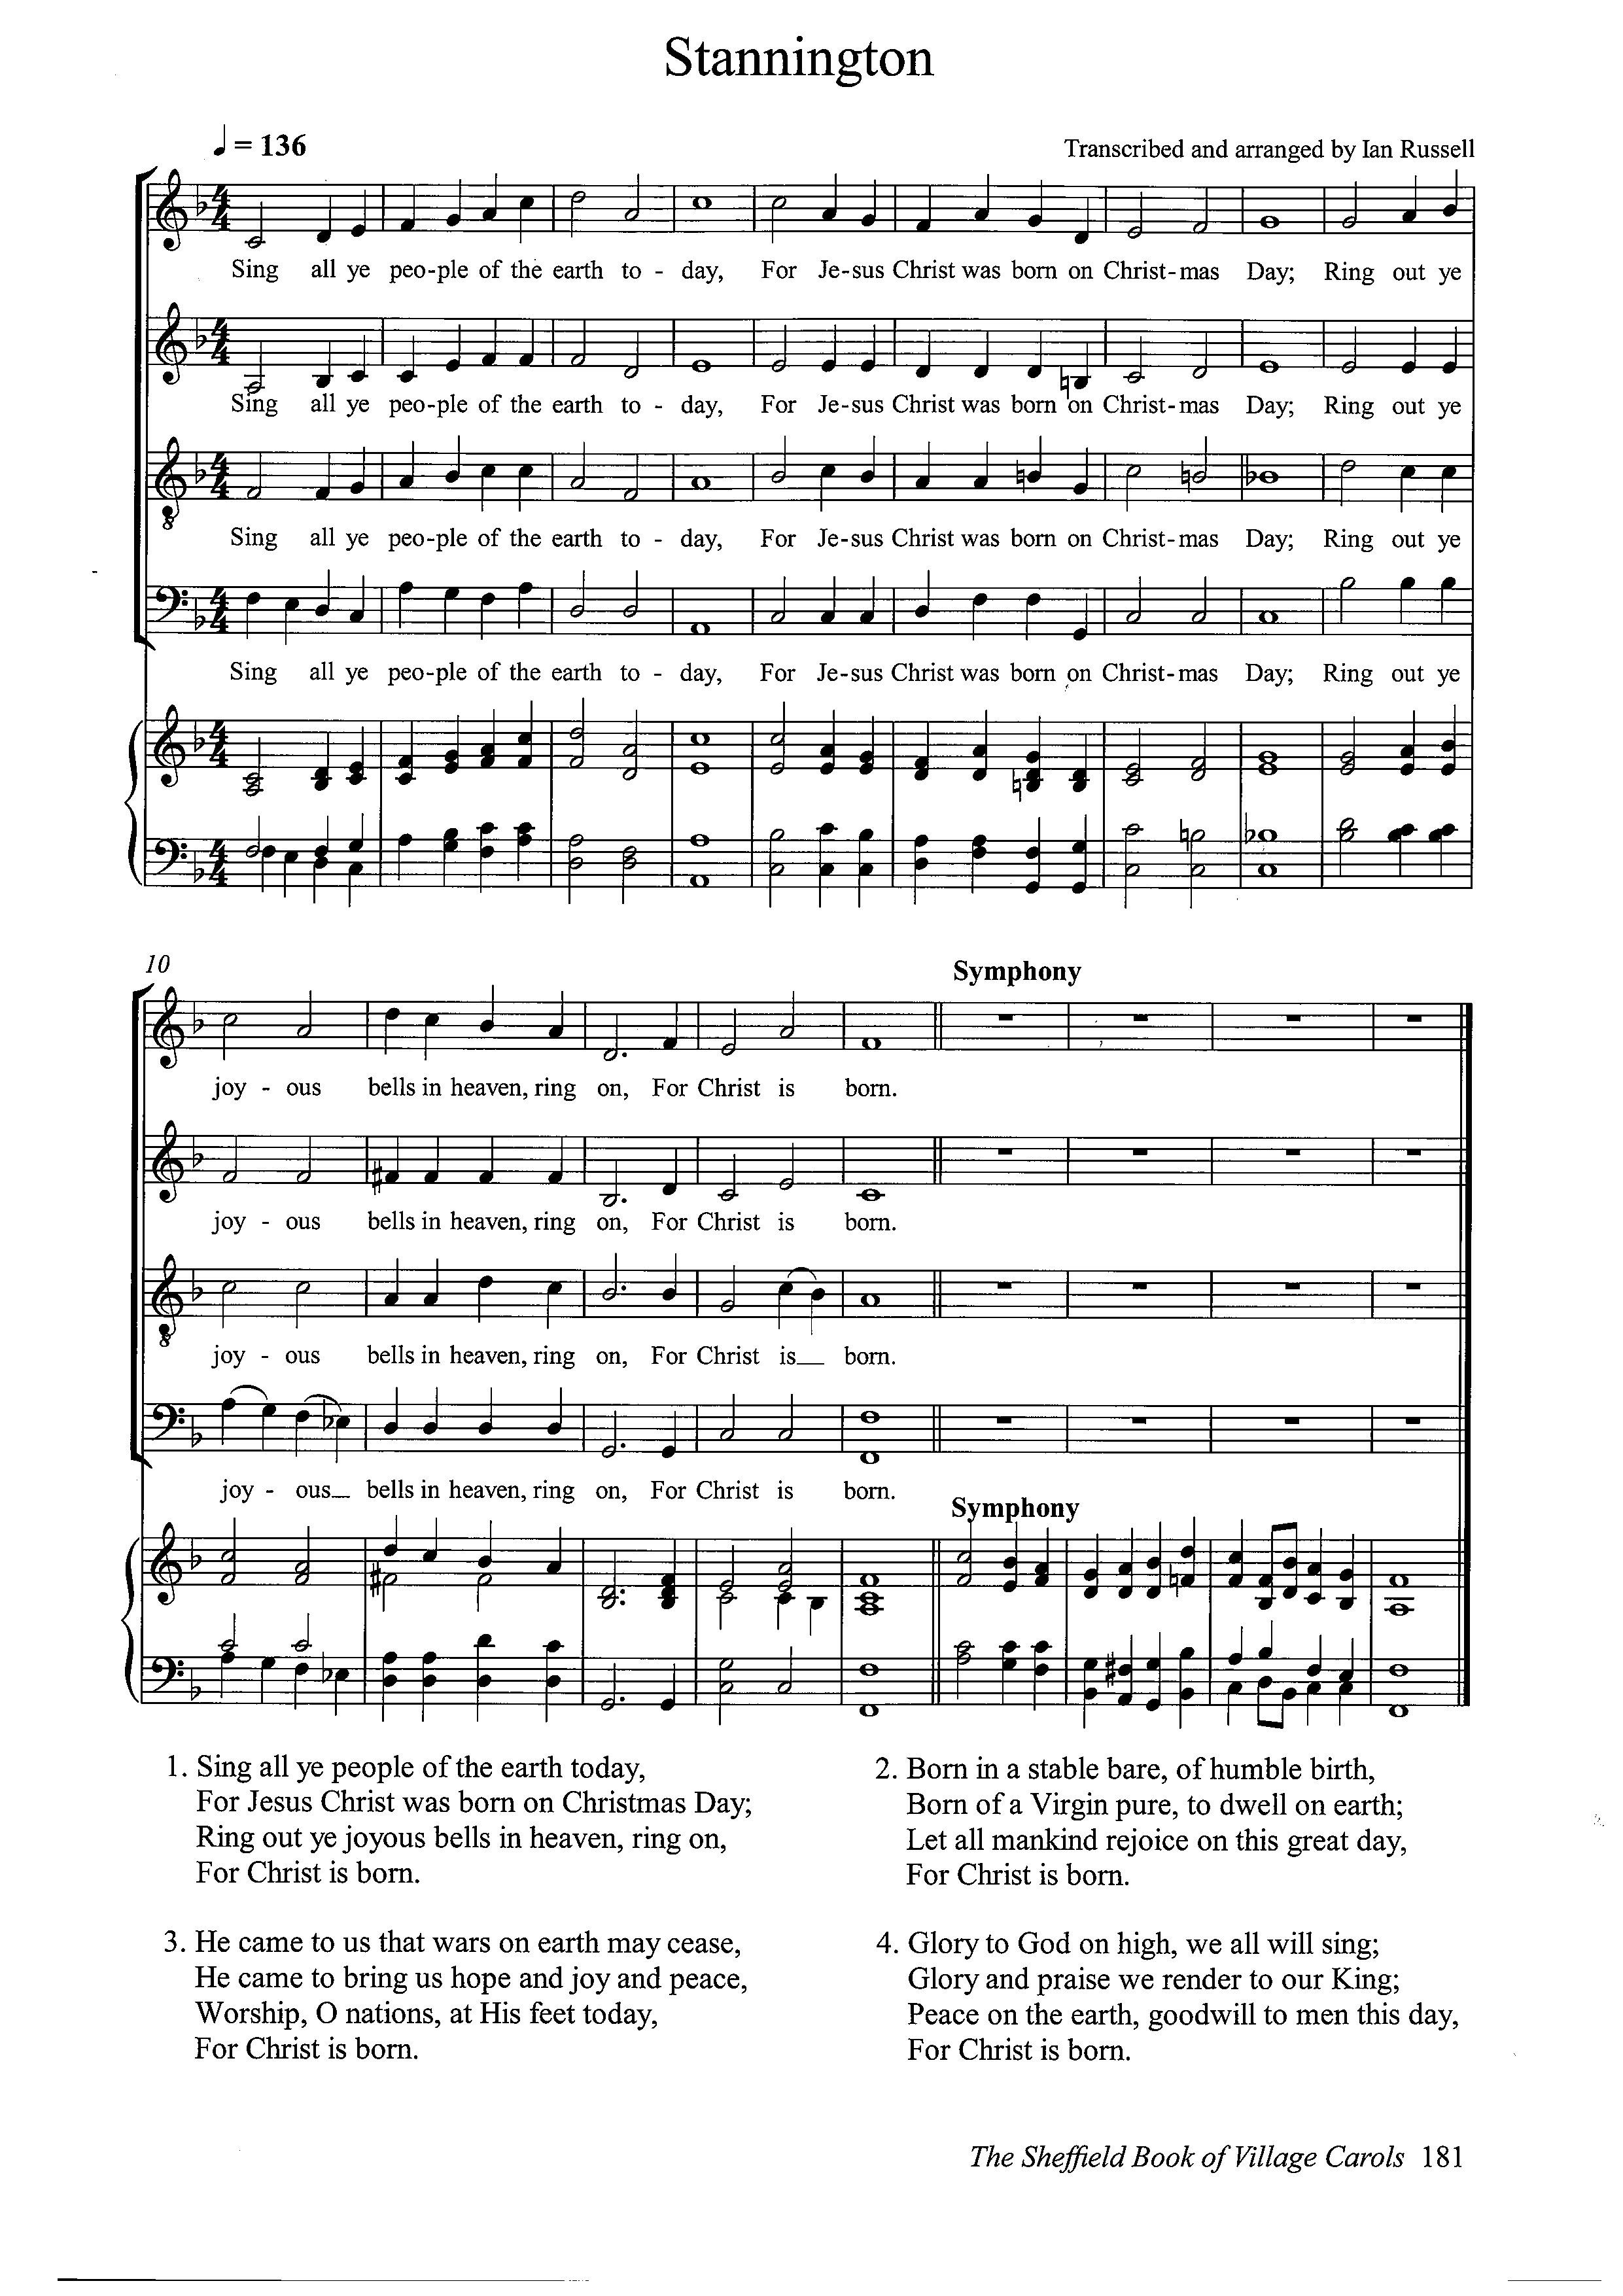 Stannington
♩ = 136
Transcribed and arranged by Ian Russell
Sing all ye peo-ple of the earth to - day, For Je-sus Christ was born on Christ-mas Day; Ring out ye
Sing all ye peo-ple of the earth to - day, For Je-sus Christ was born on Christ-mas Day; Ring out ye
Sing all ye peo-ple of the earth to - day, For Je-sus Christ was born on Christ-mas Day; Ring out ye
Sing all ye peo-ple of the earth to - day, For Je-sus Christ was born on Christ-mas Day; Ring out ye
10
Symphony
joy - ous bells in heaven, ring on, For Christ is born.
joy - ous bells in heaven, ring on, For Christ is born.
joy - ous bells in heaven, ring on, For Christ is__ born.
joy - ous__ bells in heaven, ring on, For Christ is born.
Symphony
1. Sing all ye people of the earth today,
For Jesus Christ was born on Christmas Day;
Ring out ye joyous bells in heaven, ring on,
For Christ is born.
2. Born in a stable bare, of humble birth,
Born of a Virgin pure, to dwell on earth;
Let all mankind rejoice on this great day,
For Christ is born.
3. He came to us that wars on earth may cease,
He came to bring us hope and joy and peace,
Worship, O nations, at His feet today,
For Christ is born.
4. Glory to God on high, we all will sing;
Glory and praise we render to our King;
Peace on the earth, goodwill to men this day,
For Christ is born.
The Sheffield Book of Village Carols 181